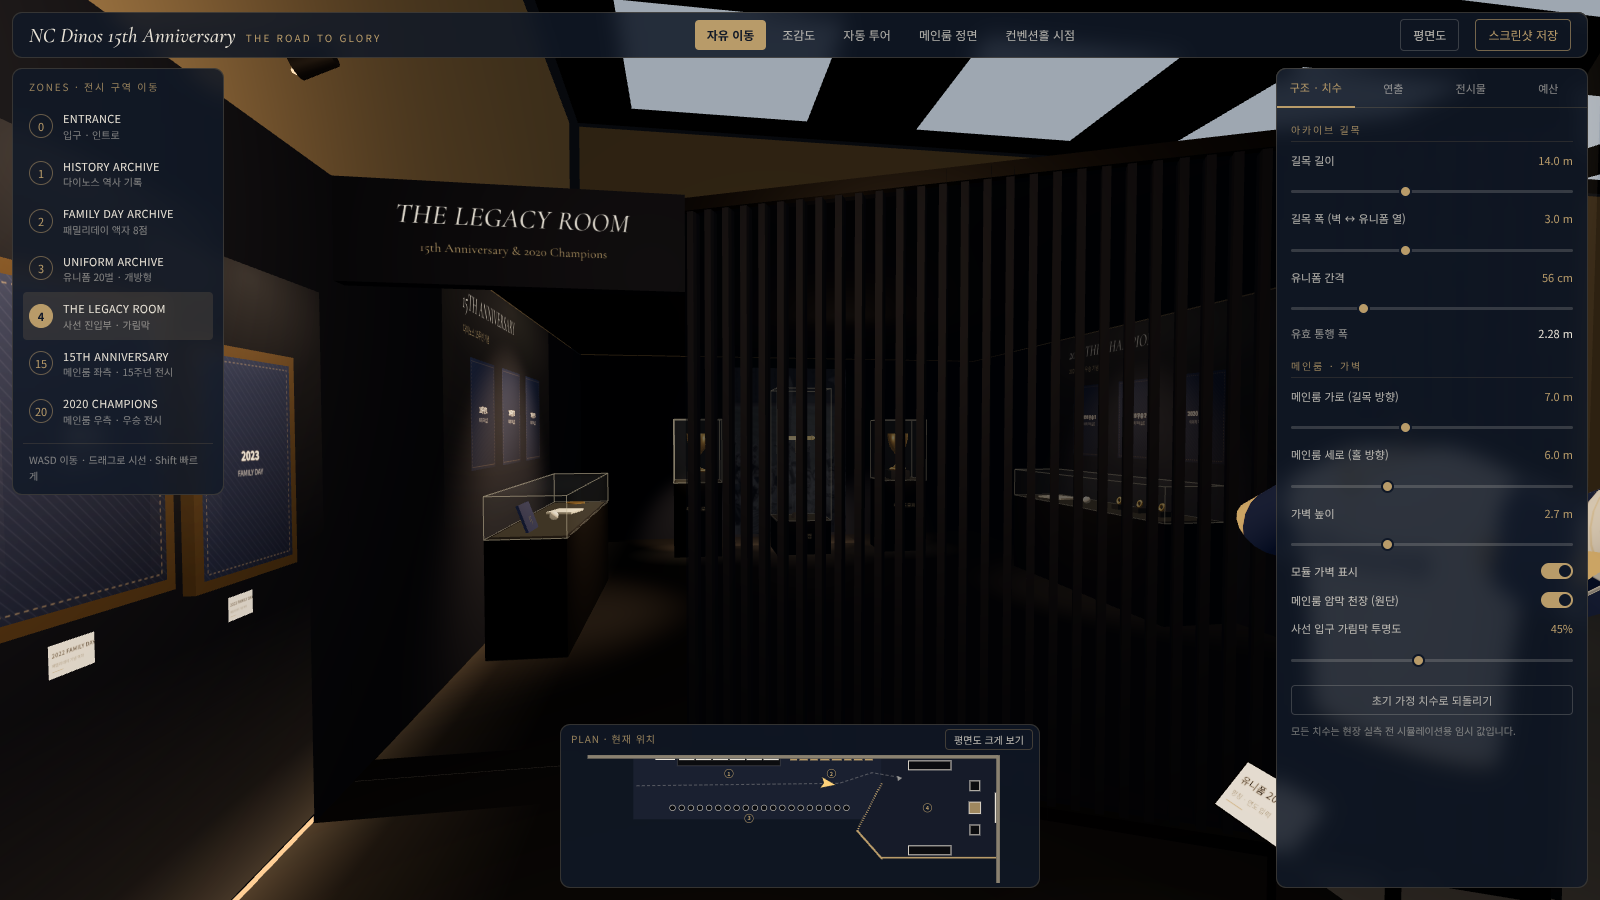 NC Dinos 15th Anniversary THE ROAD TO GLORY
자유 이동 조감도 자동 투어 메인룸 정면 컨벤션홀 시점
평면도 스크린샷 저장
ZONES · 전시 구역 이동
0 ENTRANCE
입구 · 인트로
1 HISTORY ARCHIVE
다이노스 역사 기록
2 FAMILY DAY ARCHIVE
패밀리데이 액자 8점
3 UNIFORM ARCHIVE
유니폼 20벌 · 개방형
4 THE LEGACY ROOM
사선 진입부 · 가림막
15 15TH ANNIVERSARY
메인룸 좌측 · 15주년 전시
20 2020 CHAMPIONS
메인룸 우측 · 우승 전시
WASD 이동 · 드래그로 시선 · Shift 빠르
게
THE LEGACY ROOM
15th Anniversary & 2020 Champions
15TH ANNIVERSARY
2023
FAMILY DAY
2022 FAMILY DAY
유니폼 20
PLAN · 현재 위치
평면도 크게 보기
1
2
3
4
구조 · 치수 연출 전시물 예산
아카이브 길목
길목 길이 14.0 m
길목 폭 (벽 ↔ 유니폼 열) 3.0 m
유니폼 간격 56 cm
유효 통행 폭 2.28 m
메인룸 · 가벽
메인룸 가로 (길목 방향) 7.0 m
메인룸 세로 (홀 방향) 6.0 m
가벽 높이 2.7 m
모듈 가벽 표시
메인룸 암막 천장 (원단)
사선 입구 가림막 투명도 45%
초기 가정 치수로 되돌리기
모든 치수는 현장 실측 전 시뮬레이션용 임시 값입니다.